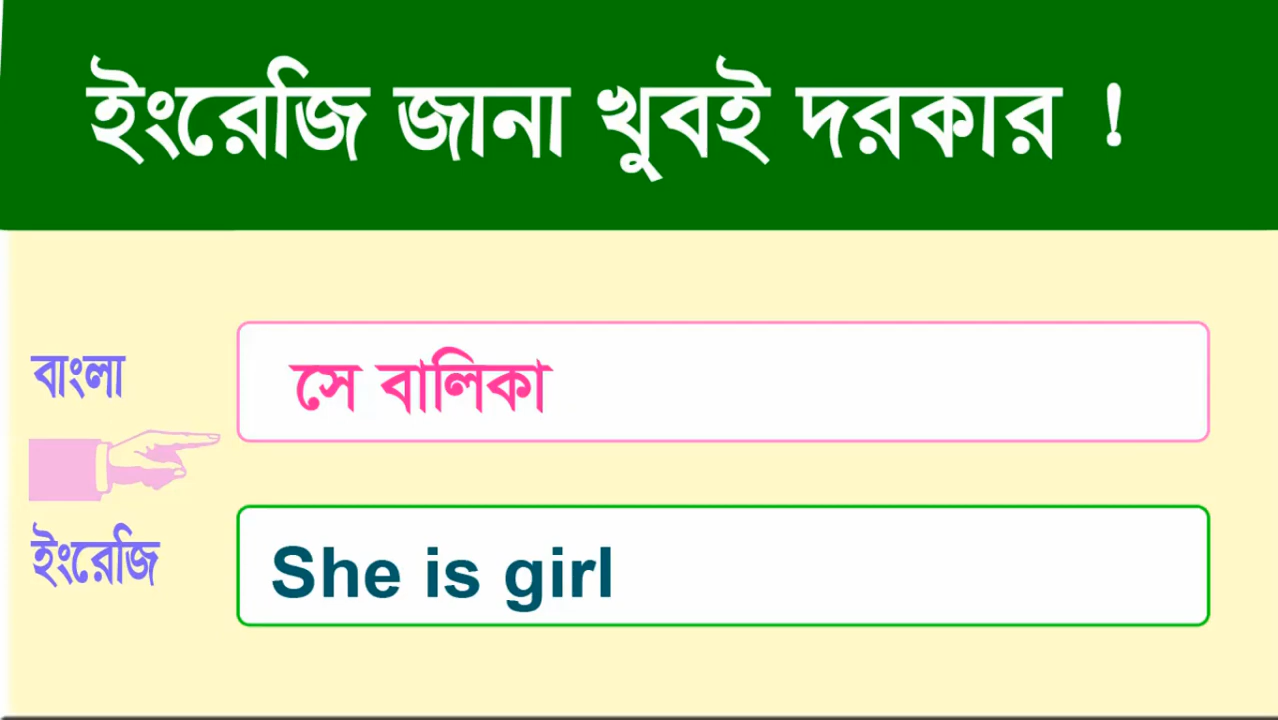 ইংরেজি জানা খুবই দরকার !
বাংলা
সে বালিকা
ইংরেজি
She is girl